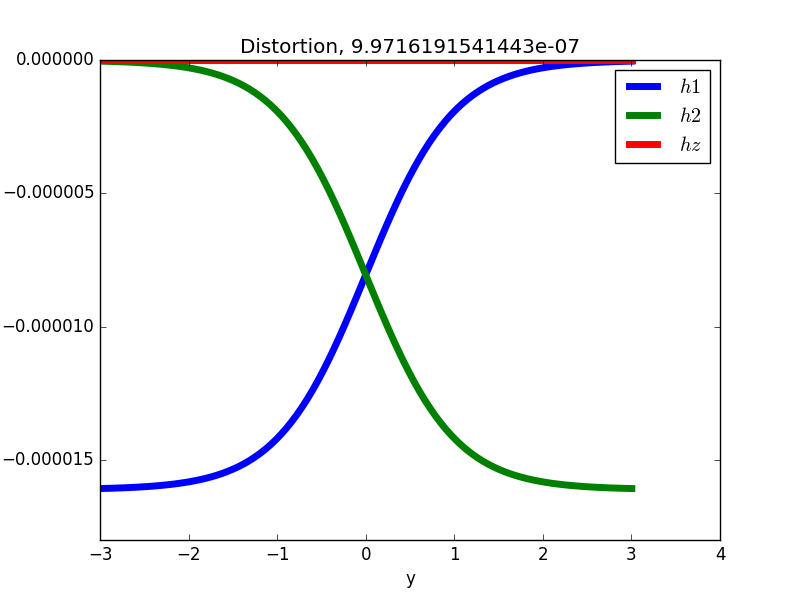 Distortion, 9.9716191541443e-07
0.000000
−0.000005
−0.000010
−0.000015
h1
h2
hz
−3 −2 −1 0 1 2 3 4
y